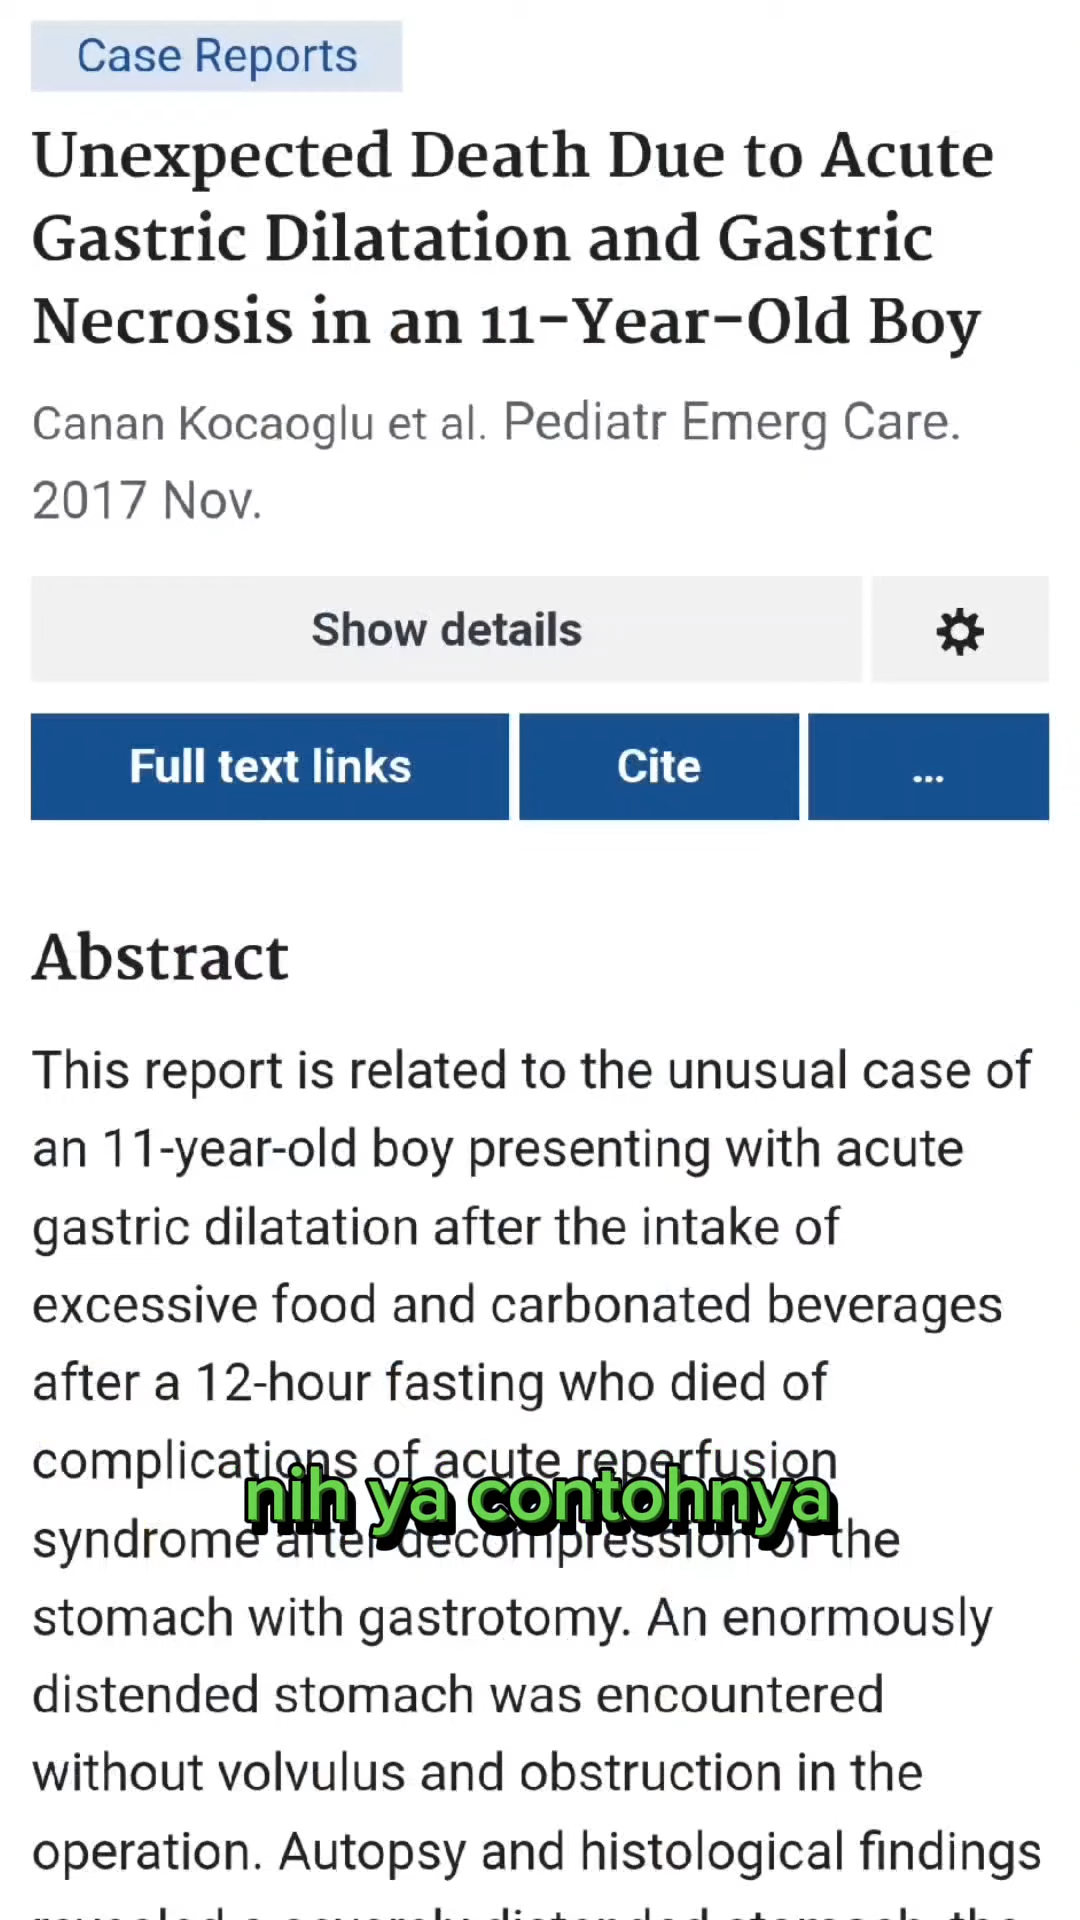 Case Reports
Unexpected Death Due to Acute
Gastric Dilatation and Gastric
Necrosis in an 11-Year-Old Boy
Canan Kocaoglu et al. Pediatr Emerg Care.
2017 Nov.
Show details
Full text links
Cite
...
Abstract
This report is related to the unusual case of
an 11-year-old boy presenting with acute
gastric dilatation after the intake of
excessive food and carbonated beverages
after a 12-hour fasting who died of
complications of acute reperfusion
nih ya contohnya
syndrome after decompression of the
stomach with gastrotomy. An enormously
distended stomach was encountered
without volvulus and obstruction in the
operation. Autopsy and histological findings